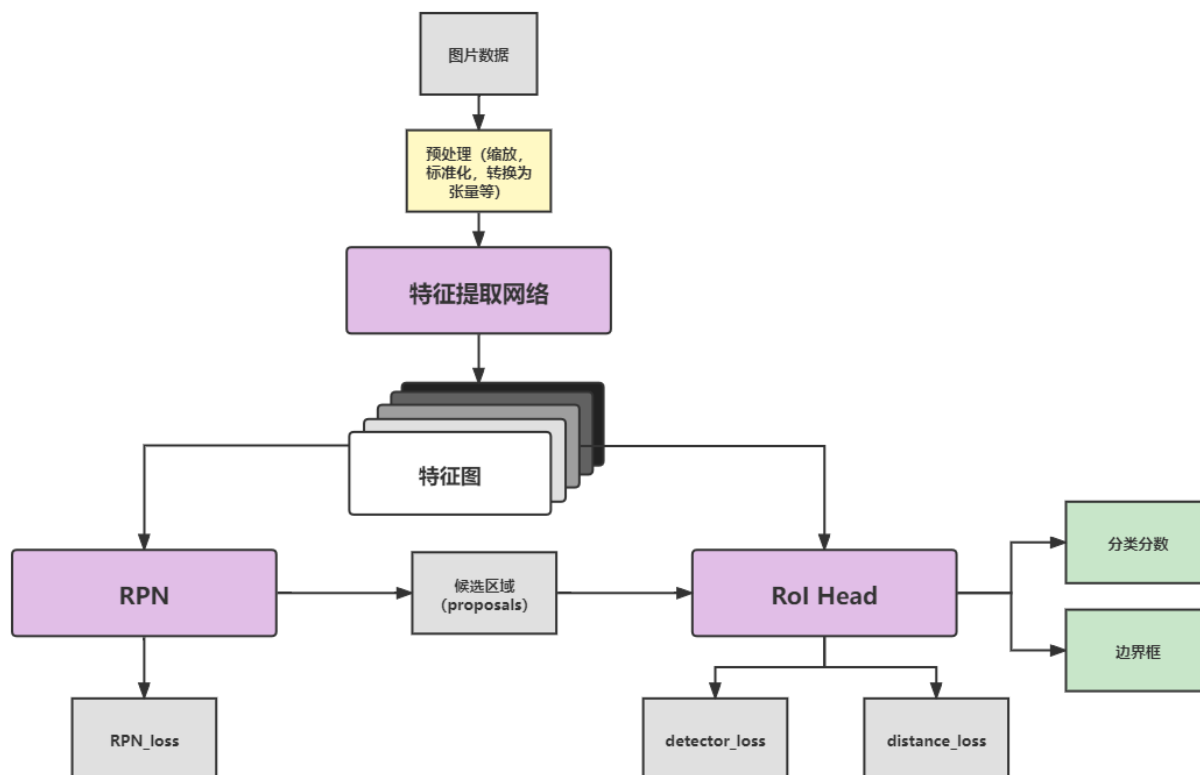 图片数据
预处理（缩放，
标准化，转换为
张量等）
特征提取网络
特征图
RPN
候选区域
（proposals）
RoI Head
分类分数
边界框
RPN_loss
detector_loss
distance_loss